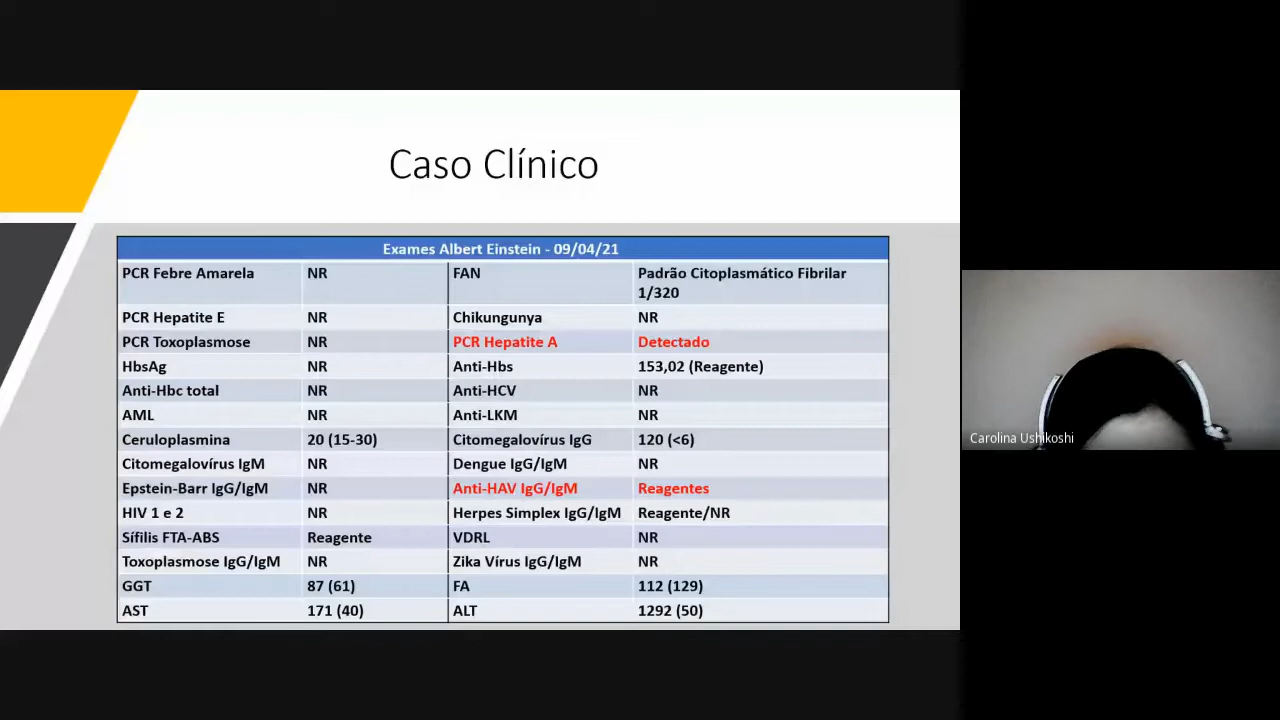 Caso Clínico
Exames Albert Einstein - 09/04/21
PCR Febre Amarela NR FAN Padrão Citoplasmático Fibrilar
1/320
PCR Hepatite E NR Chikungunya NR
PCR Toxoplasmose NR PCR Hepatite A Detectado
HbsAg NR Anti-Hbs 153,02 (Reagente)
Anti-Hbc total NR Anti-HCV NR
AML NR Anti-LKM NR
Ceruloplasmina 20 (15-30) Citomegalovírus IgG 120 (<6)
Citomegalovírus IgM NR Dengue IgG/IgM NR
Epstein-Barr IgG/IgM NR Anti-HAV IgG/IgM Reagentes
HIV 1 e 2 NR Herpes Simplex IgG/IgM Reagente/NR
Sífilis FTA-ABS Reagente VDRL NR
Toxoplasmose IgG/IgM NR Zika Vírus IgG/IgM NR
GGT 87 (61) FA 112 (129)
AST 171 (40) ALT 1292 (50)
Carolina Ushikoshi